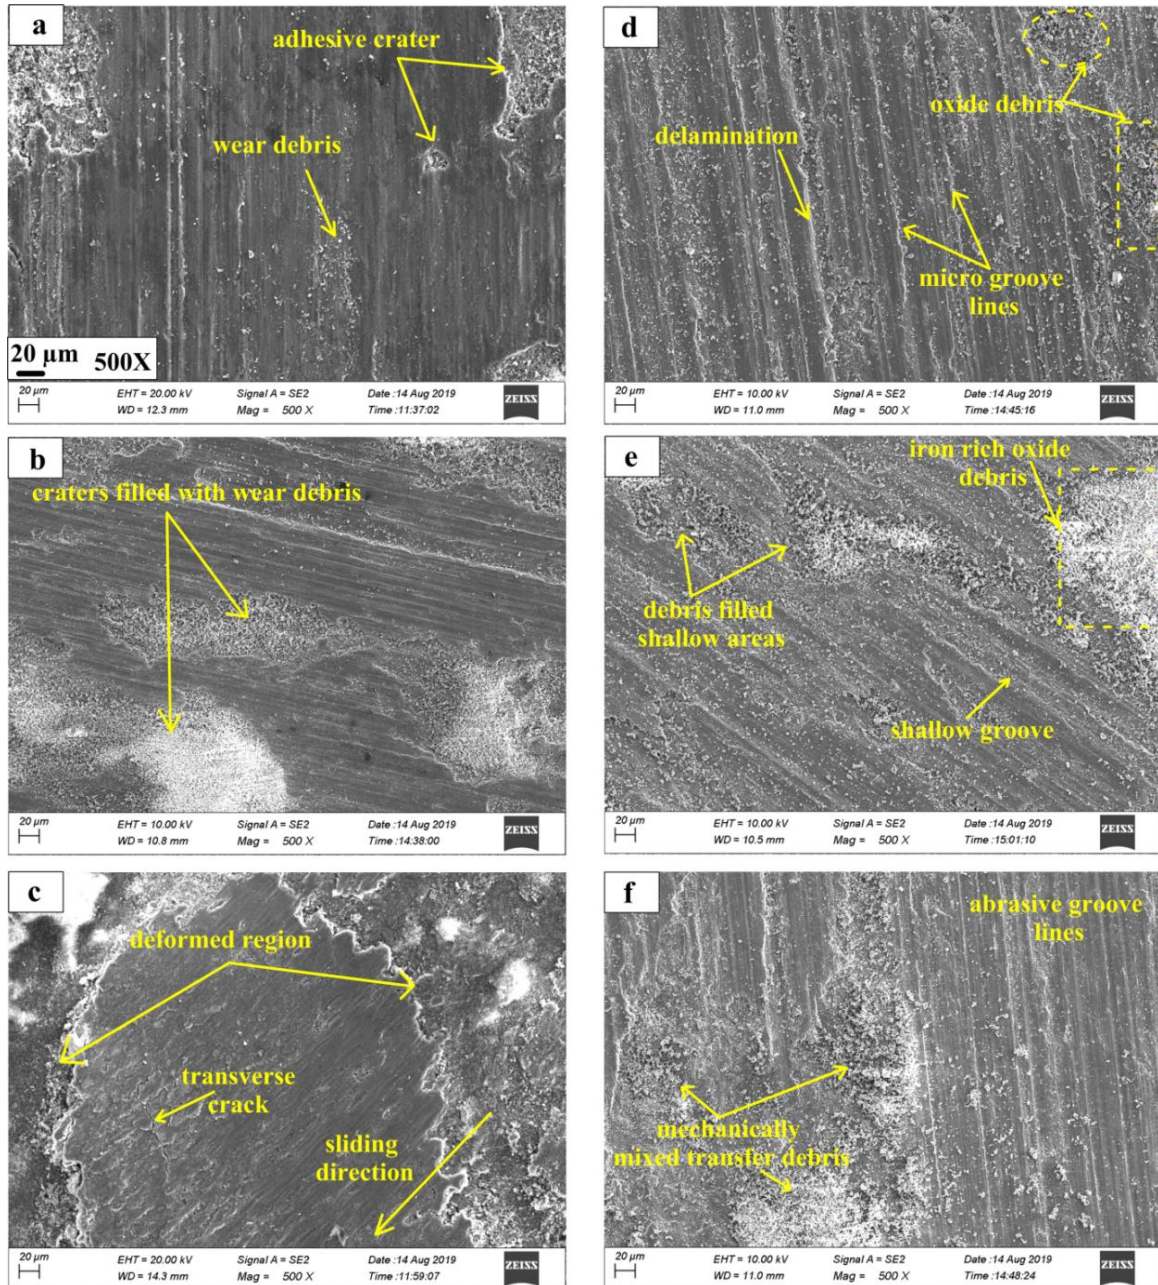 a
adhesive crater
wear debris
20 µm 500X
20 µm
EHT = 20.00 kV
Signal A = SE2
Date :14 Aug 2019
WD = 12.3 mm
Mag = 500 X
Time :11:37:02
ZEISS
b
craters filled with wear debris
20 µm
EHT = 10.00 kV
Signal A = SE2
Date :14 Aug 2019
WD = 10.8 mm
Mag = 500 X
Time :14:38:00
ZEISS
c
deformed region
transverse
crack
sliding
direction
20 µm
EHT = 20.00 kV
Signal A = SE2
Date :14 Aug 2019
WD = 14.3 mm
Mag = 500 X
Time :11:59:07
ZEISS
d
oxide debris
delamination
micro groove
lines
20 µm
EHT = 10.00 kV
Signal A = SE2
Date :14 Aug 2019
WD = 11.0 mm
Mag = 500 X
Time :14:45:16
ZEISS
e
iron rich oxide
debris
debris filled
shallow areas
shallow groove
20 µm
EHT = 10.00 kV
Signal A = SE2
Date :14 Aug 2019
WD = 10.5 mm
Mag = 500 X
Time :15:01:10
ZEISS
f
abrasive groove
lines
mechanically
mixed transfer debris
20 µm
EHT = 10.00 kV
Signal A = SE2
Date :14 Aug 2019
WD = 11.0 mm
Mag = 500 X
Time :14:48:24
ZEISS